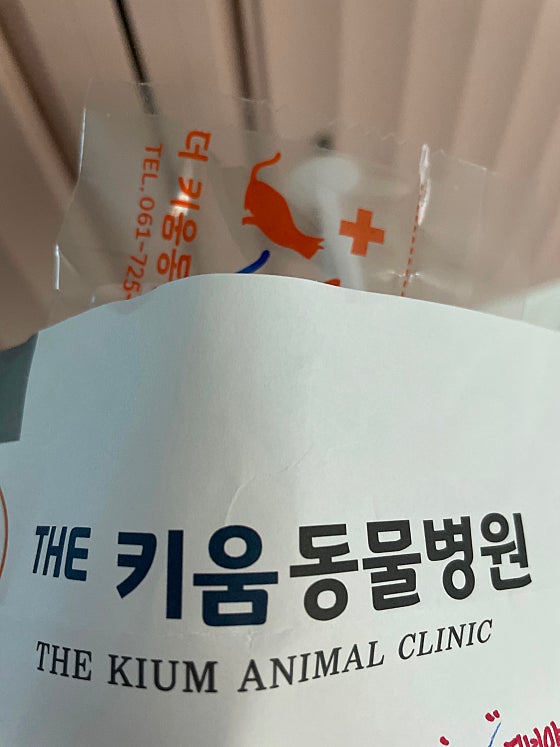 더 키움동
TEL. 061-725-
THE 키움동물병원
THE KIUM ANIMAL CLINIC